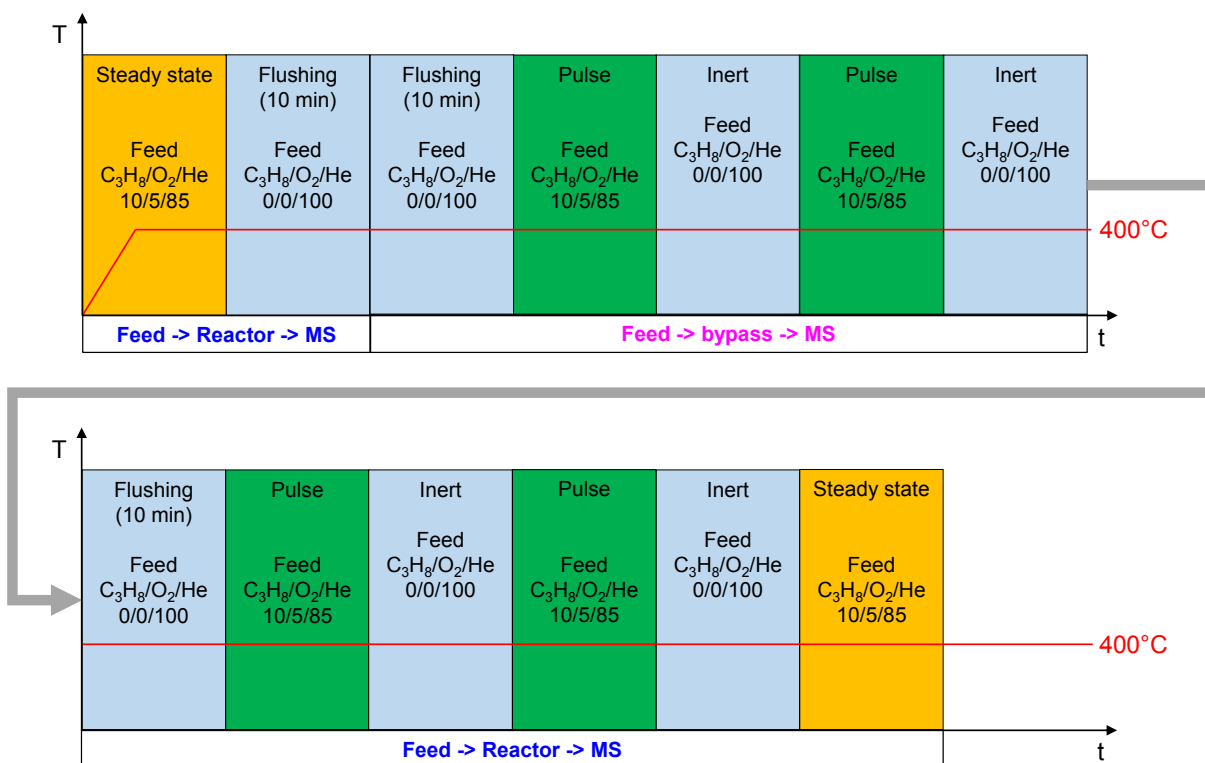 T
Steady state
Feed
C₃H₈/O₂/He
10/5/85
Flushing
(10 min)
Feed
C₃H₈/O₂/He
0/0/100
Flushing
(10 min)
Feed
C₃H₈/O₂/He
0/0/100
Pulse
Feed
C₃H₈/O₂/He
10/5/85
Inert
Feed
C₃H₈/O₂/He
0/0/100
Pulse
Feed
C₃H₈/O₂/He
10/5/85
Inert
Feed
C₃H₈/O₂/He
0/0/100
400°C
Feed -> Reactor -> MS
Feed -> bypass -> MS
t
T
Flushing
(10 min)
Feed
C₃H₈/O₂/He
0/0/100
Pulse
Feed
C₃H₈/O₂/He
10/5/85
Inert
Feed
C₃H₈/O₂/He
0/0/100
Pulse
Feed
C₃H₈/O₂/He
10/5/85
Inert
Feed
C₃H₈/O₂/He
0/0/100
Steady state
Feed
C₃H₈/O₂/He
10/5/85
400°C
Feed -> Reactor -> MS
t